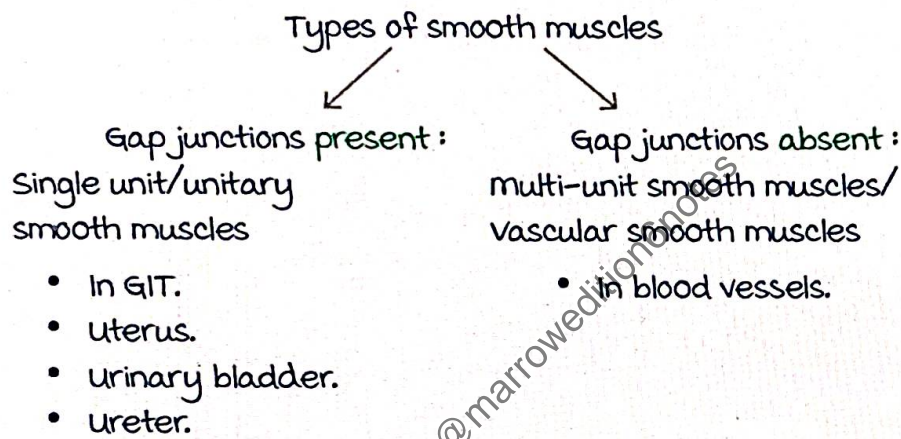 Types of smooth muscles
Gap junctions present :
Single unit/unitary
smooth muscles
• In GIT.
• uterus.
• urinary bladder.
• ureter.
Gap junctions absent :
multi-unit smooth muscles/
Vascular smooth muscles
• In blood vessels.
@marrowedition8notes